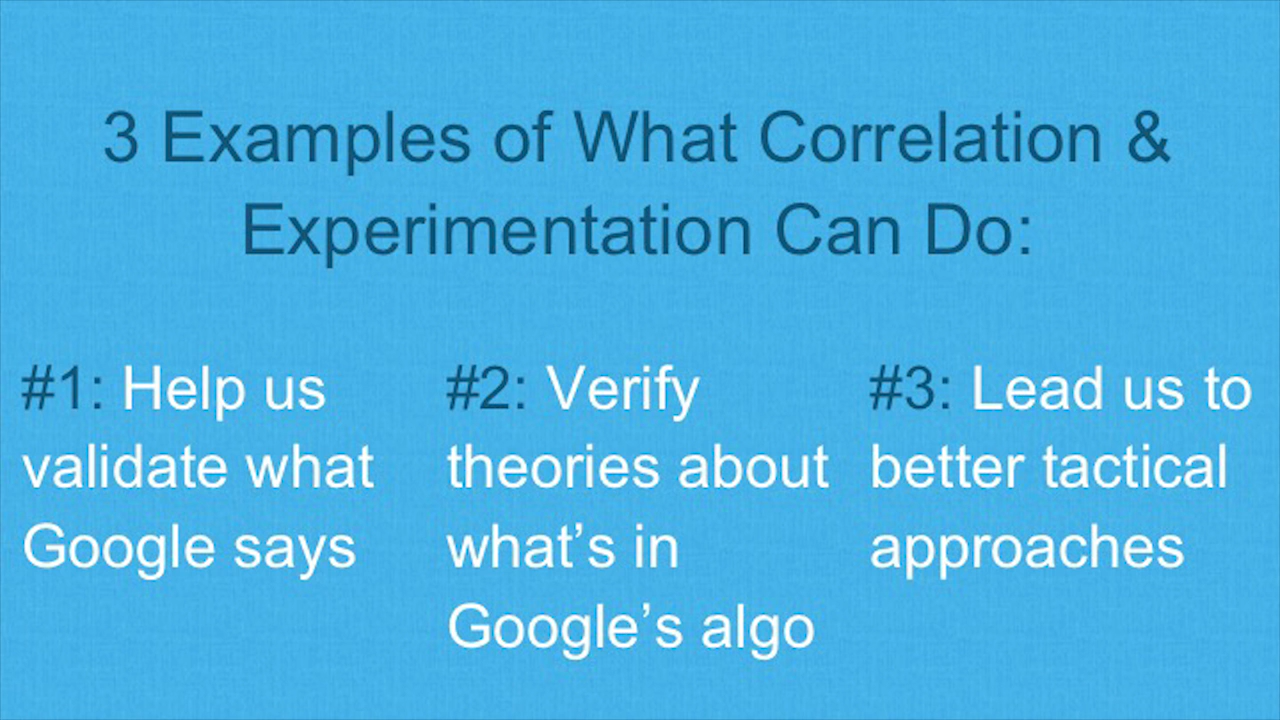 3 Examples of What Correlation &
Experimentation Can Do:
#1: Help us
validate what
Google says
#2: Verify
theories about
what’s in
Google’s algo
#3: Lead us to
better tactical
approaches